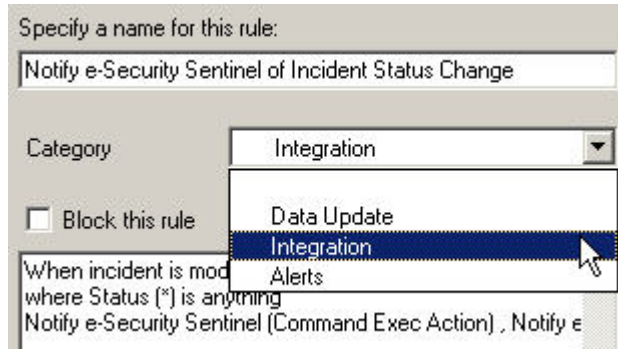 Specify a name for this rule:
Notify e-Security Sentinel of Incident Status Change
Category
Integration
Block this rule
Data Update
Integration
Alerts
When incident is mod
where Status (*) is anything
Notify e-Security Sentinel (Command Exec Action) , Notify e